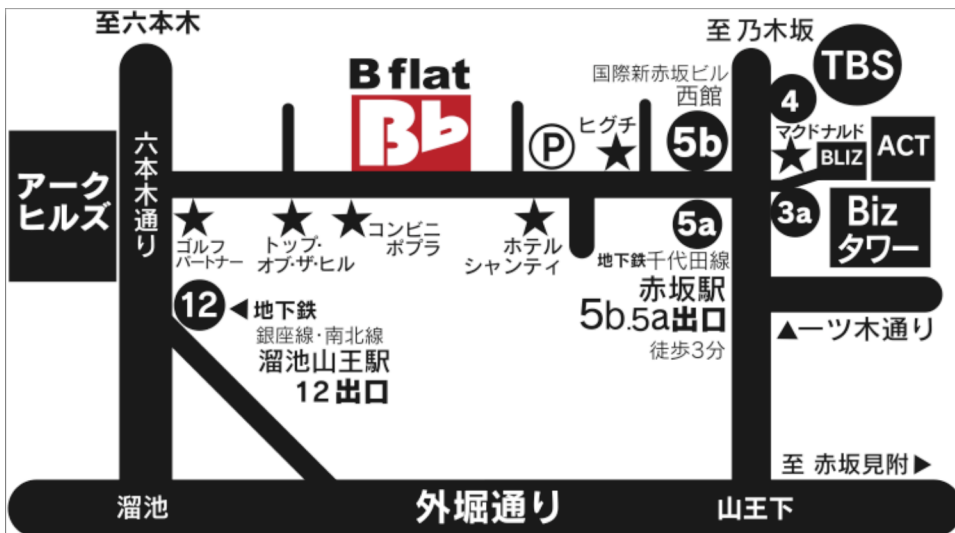 至六本木
至乃木坂
TBS
B flat
Bb
国際新赤坂ビル
西館
4
ヒグチ
P
5b
マクドナルド
BLIZ
ACT
アーク
ヒルズ
六本木通り
5a
3a
Biz
タワー
ゴルフ
パートナー
トップ・
オブ・ザ・ヒル
コンビニ
ポプラ
ホテル
シャンティ
地下鉄千代田線
赤坂駅
5b.5a出口
徒歩3分
12
◀地下鉄
銀座線・南北線
溜池山王駅
12出口
▲一ツ木通り
至 赤坂見附▶
溜池
外堀通り
山王下